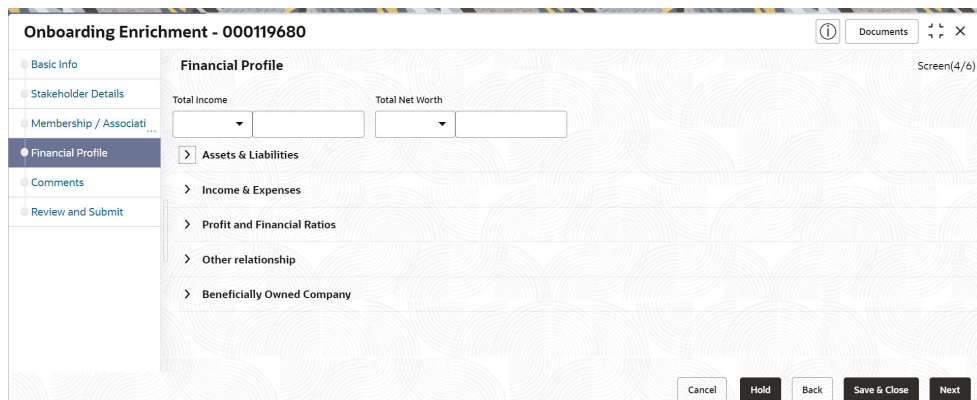 Onboarding Enrichment - 000119680
Documents
Basic Info
Stakeholder Details
Membership / Associati...
Financial Profile
Comments
Review and Submit
Financial Profile
Screen(4/6)
Total Income
Total Net Worth
Assets & Liabilities
Income & Expenses
Profit and Financial Ratios
Other relationship
Beneficially Owned Company
Cancel
Hold
Back
Save & Close
Next